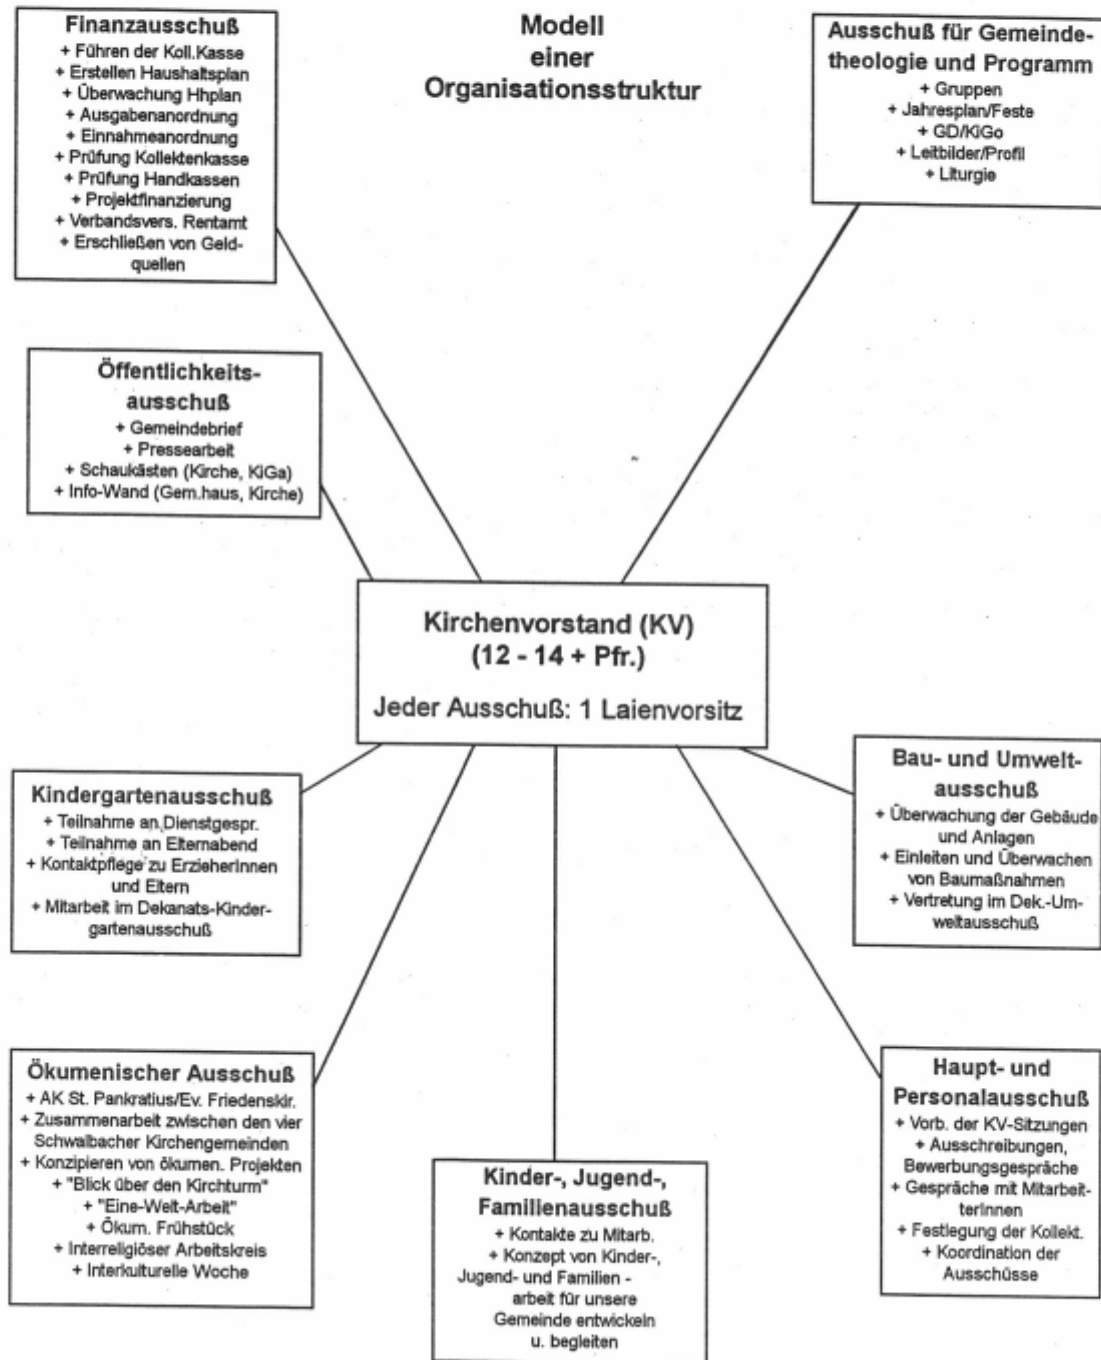 Finanzausschuß
+ Führen der Koll.Kasse
+ Erstellen Haushaltsplan
+ Überwachung Hhplan
+ Ausgabenanordnung
+ Einnahmeanordnung
+ Prüfung Kollektenkasse
+ Prüfung Handkassen
+ Projektfinanzierung
+ Verbandsvers. Rentamt
+ Erschließen von Geld-
quellen
Modell
einer
Organisationsstruktur
Ausschuß für Gemeinde-
theologie und Programm
+ Gruppen
+ Jahresplan/Feste
+ GD/KiGo
+ Leitbilder/Profil
+ Liturgie
Öffentlichkeits-
ausschuß
+ Gemeindebrief
+ Pressearbeit
+ Schaukästen (Kirche, KiGa)
+ Info-Wand (Gem.haus, Kirche)
Kirchenvorstand (KV)
(12 - 14 + Pfr.)
Jeder Ausschuß: 1 Laienvorsitz
Kindergartenausschuß
+ Teilnahme an Dienstgespr.
+ Teilnahme an Elternabend
+ Kontaktpflege zu ErzieherInnen
und Eltern
+ Mitarbeit im Dekanats-Kinder-
gartenausschuß
Bau- und Umwelt-
ausschuß
+ Überwachung der Gebäude
und Anlagen
+ Einleiten und Überwachen
von Baumaßnahmen
+ Vertretung im Dek.-Um-
weltausschuß
Ökumenischer Ausschuß
+ AK St. Pankratius/Ev. Friedenskir.
+ Zusammenarbeit zwischen den vier
Schwalbacher Kirchengemeinden
+ Konzipieren von ökumen. Projekten
+ "Blick über den Kirchturm"
+ "Eine-Welt-Arbeit"
+ Ökum. Frühstück
+ Interreligiöser Arbeitskreis
+ Interkulturelle Woche
Kinder-, Jugend-,
Familienausschuß
+ Kontakte zu Mitarb.
+ Konzept von Kinder-,
Jugend- und Familien -
arbeit für unsere
Gemeinde entwickeln
u. begleiten
Haupt- und
Personalausschuß
+ Vorb. der KV-Sitzungen
+ Ausschreibungen,
Bewerbungsgespräche
+ Gespräche mit Mitarbeit-
terInnen
+ Festlegung der Kollekt.
+ Koordination der
Ausschüsse